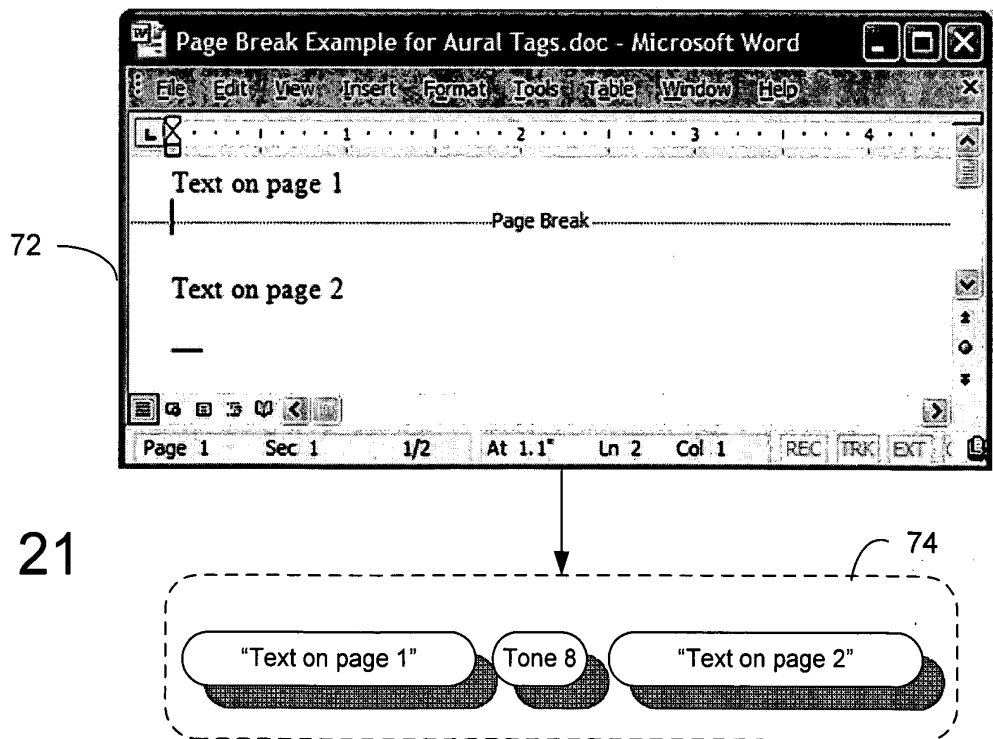 Page Break Example for Aural Tags.doc - Microsoft Word
File Edit View Insert Format Tools Table Window Help
L 1 2 3 4
Text on page 1
Page Break
72
Text on page 2
Page 1 Sec 1 1/2 At 1.1" Ln 2 Col 1 REC TRK EXT
21
74
"Text on page 1" Tone 8 "Text on page 2"